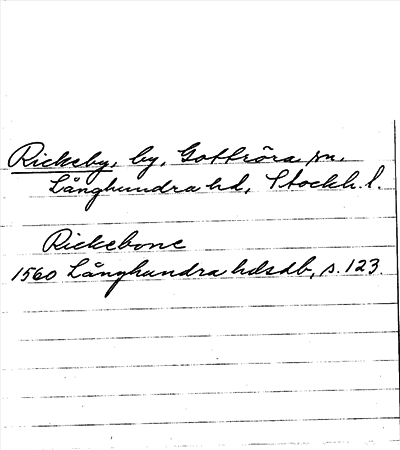 Rickeby, by, Gottröra sn.
Långhundra hd, Stockh. l.
Rickebone
1560 Långhundra hdsdb, s. 123.